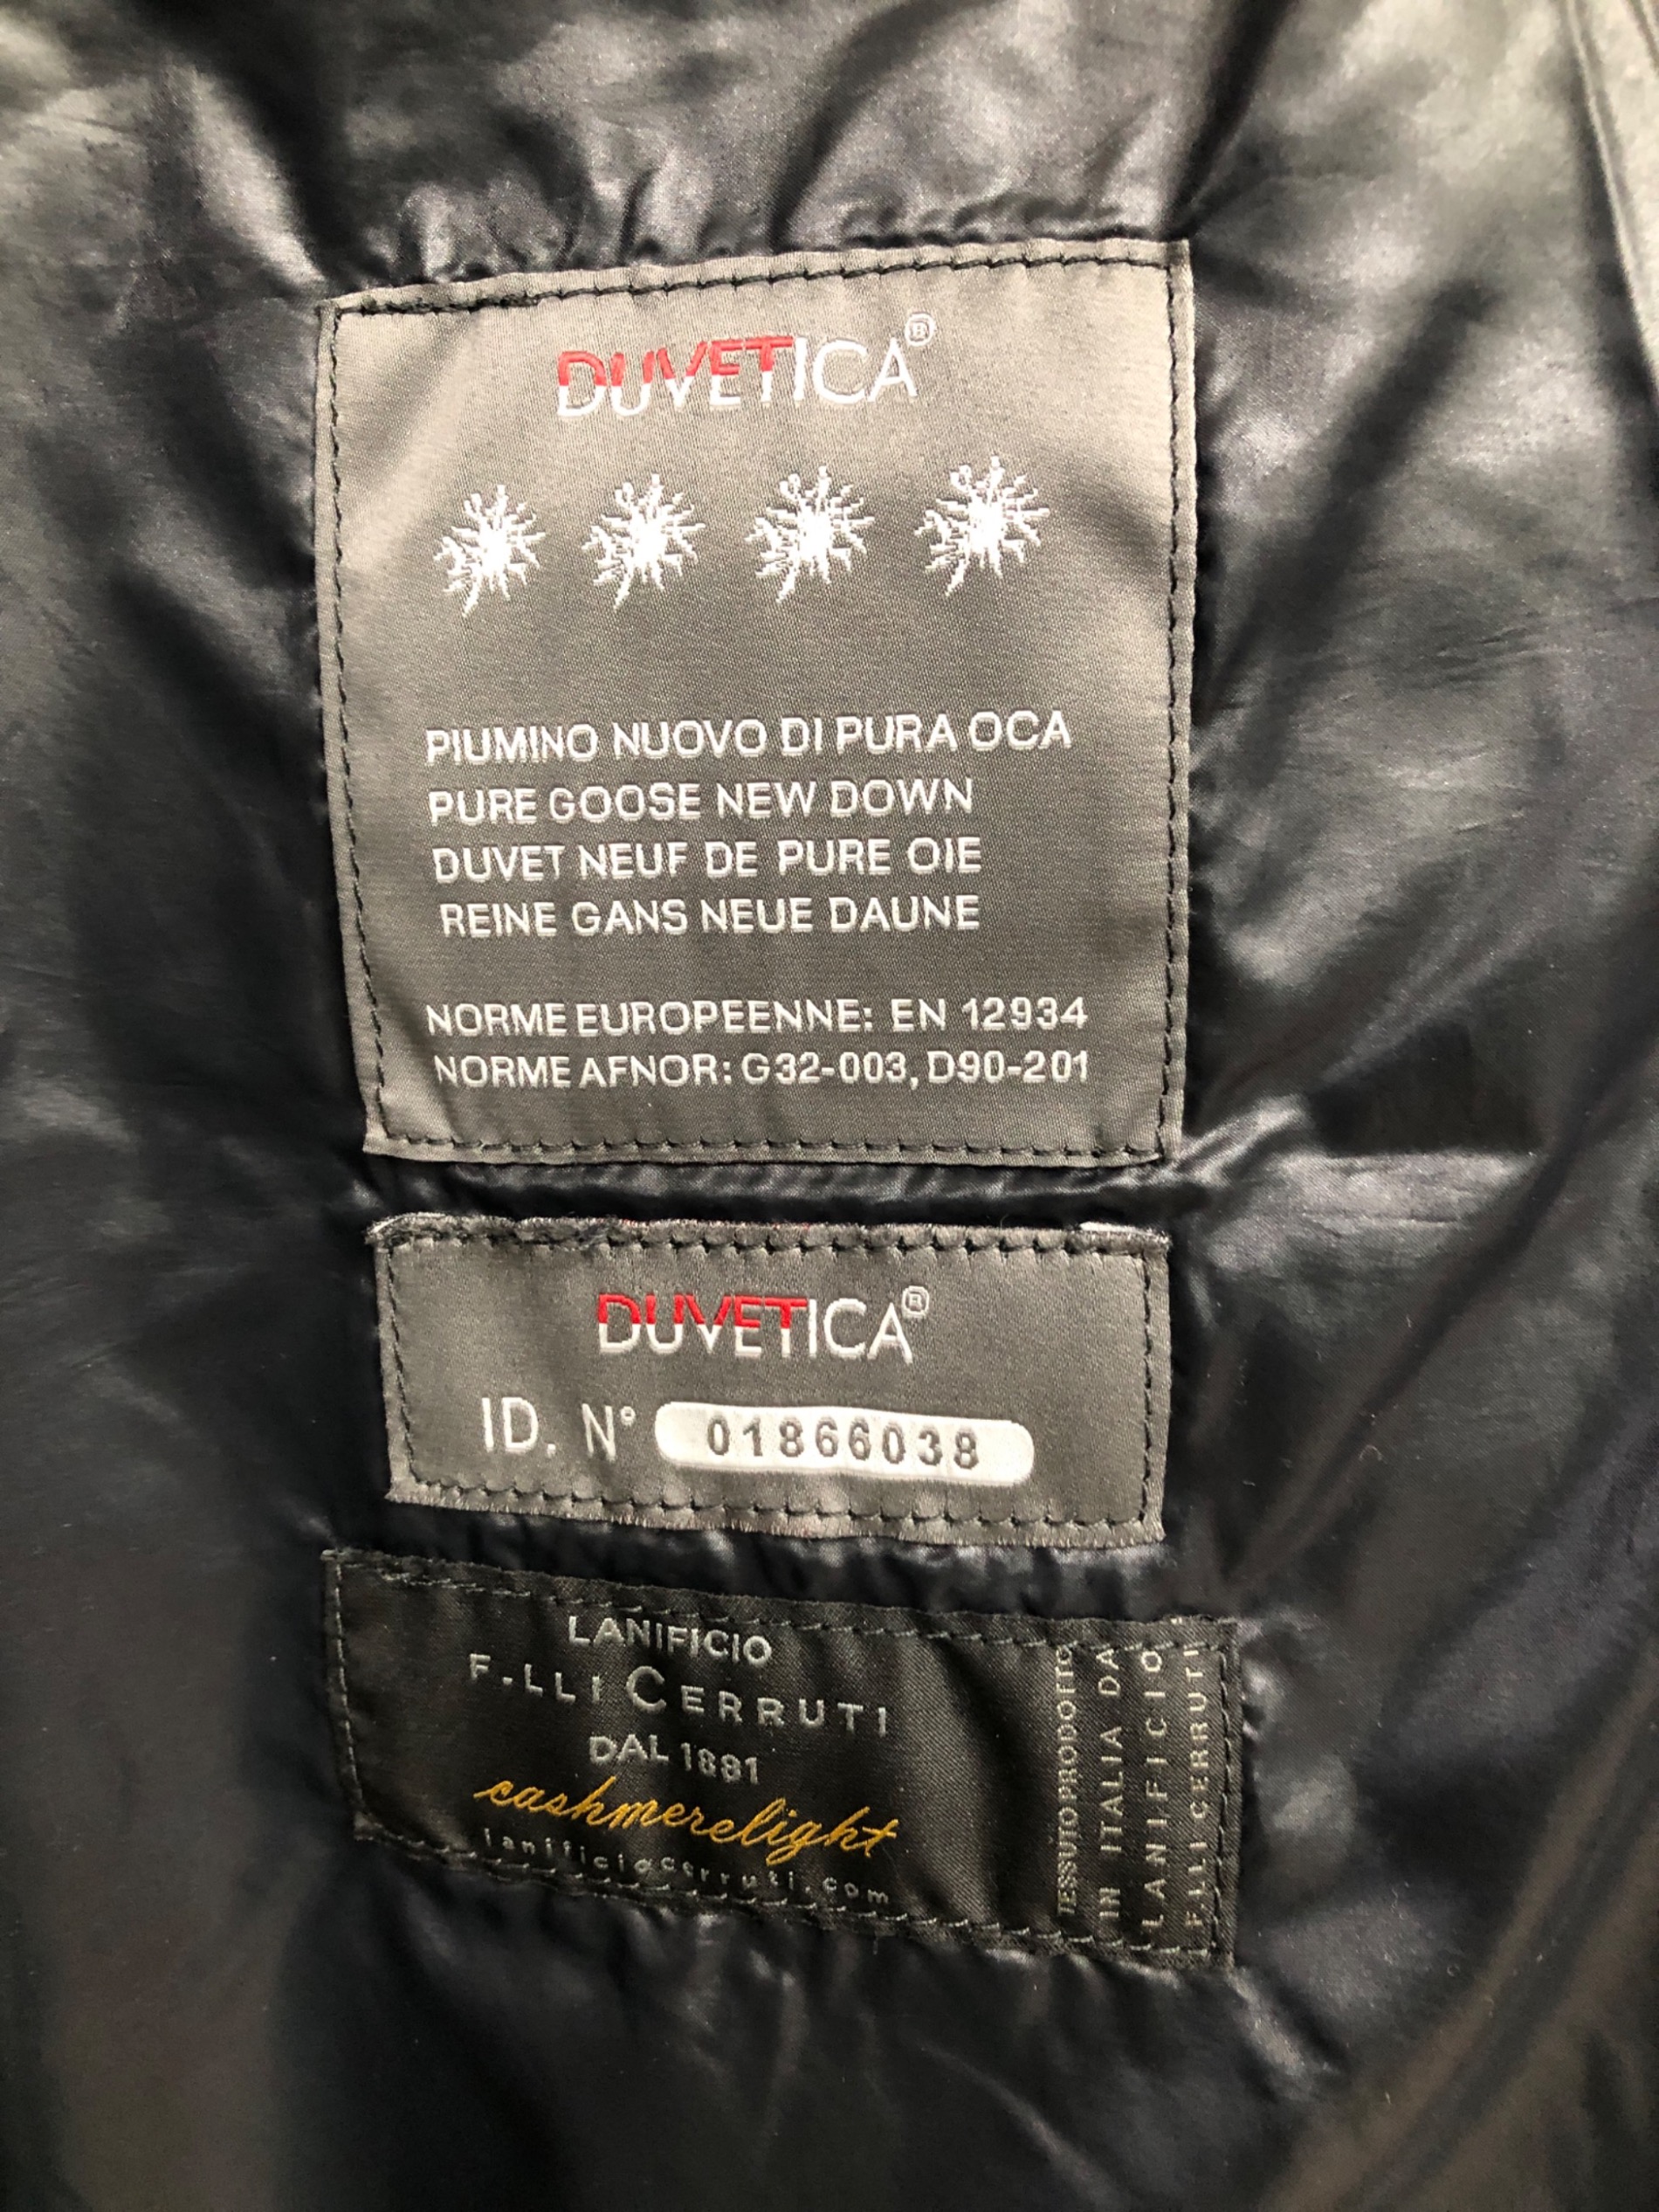 DUVETICA®
PIUMINO NUOVO DI PURA OCA
PURE GOOSE NEW DOWN
DUVET NEUF DE PURE OIE
REINE GANS NEUE DAUNE
NORME EUROPEENNE: EN 12934
NORME AFNOR: G32-003, D90-201
DUVETICA®
ID. N° 01866038
LANIFICIO
F.LLI CERRUTI
DAL 1881
cashmerelight
lanificiocerruti.com
TESSUTO PRODOTTO
IN ITALIA DA
LANIFICIO
F.LLI CERRUTI